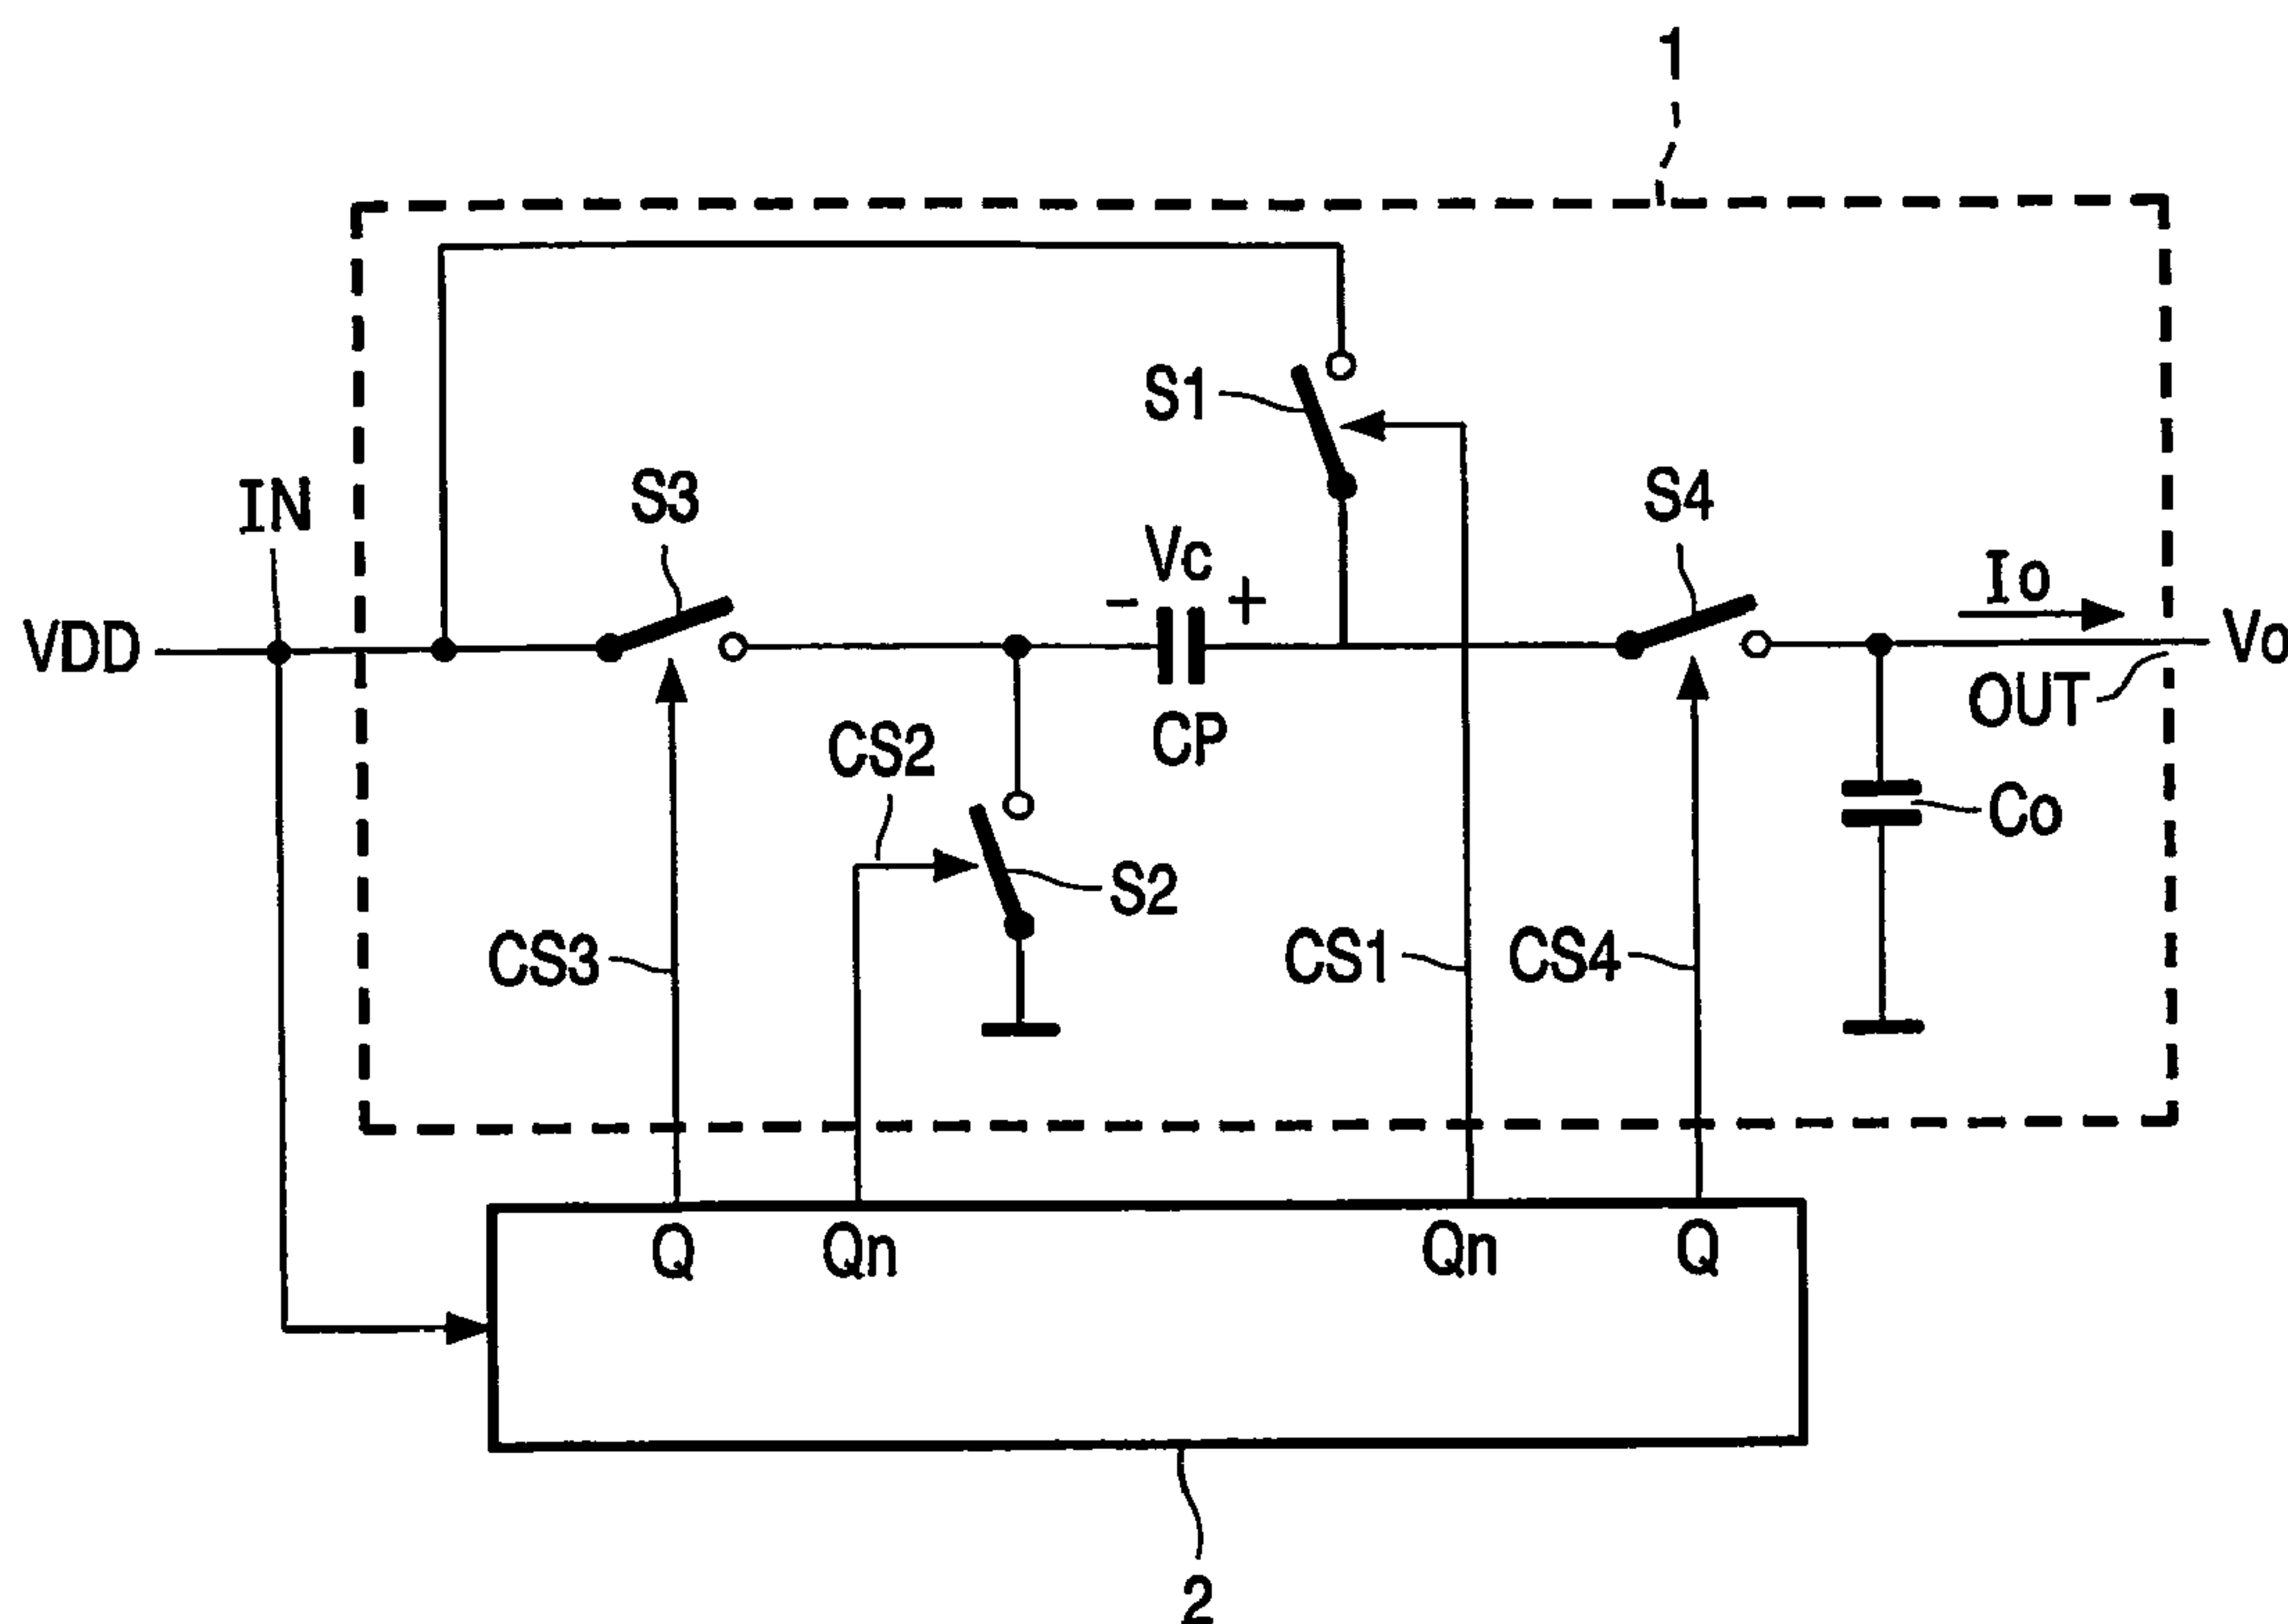 1
S1
IN
S3
S4
Vc
Io
- +
VDD
Vo
OUT
CP
CS2
Co
S2
CS3
CS1
CS4
Q
Qn
Qn
Q
2